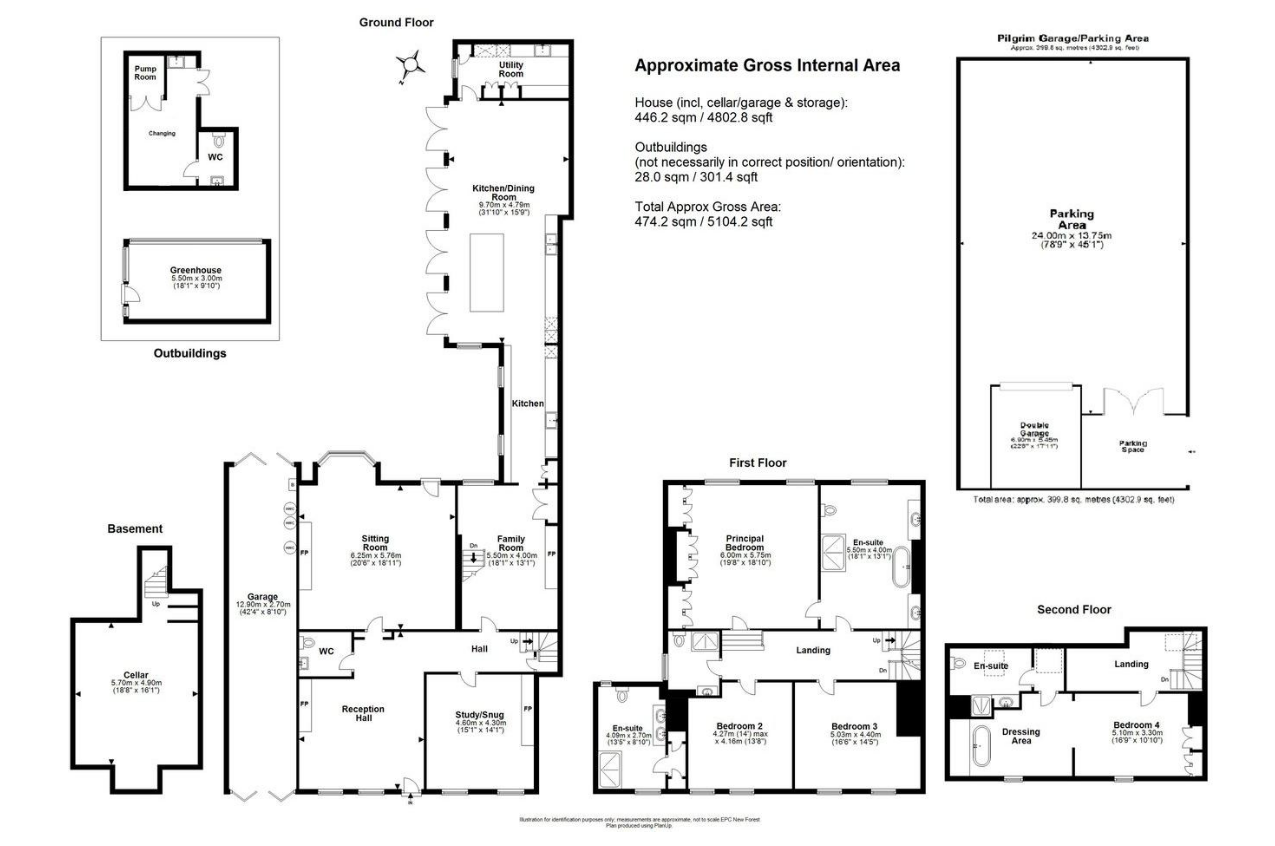 Ground Floor
Utility
Room
Kitchen/Dining
Room
9.70m x 4.79m
(31'10" x 15'9")
Kitchen
Sitting
Room
6.25m x 5.76m
(20'6" x 18'11")
FP
Family
Room
5.50m x 4.00m
(18'1" x 13'1")
FP
Dn
Garage
12.90m x 2.70m
(42'4" x 8'10")
Hall
Up
WC
Reception
Hall
FP
Study/Snug
4.60m x 4.30m
(15'1" x 14'1")
FP
IN
Pump
Room
Changing
WC
Greenhouse
5.50m x 3.00m
(18'1" x 9'10")
Outbuildings
Basement
Up
Cellar
5.70m x 4.90m
(18'8" x 16'1")
Approximate Gross Internal Area
House (incl, cellar/garage & storage):
446.2 sqm / 4802.8 sqft
Outbuildings
(not necessarily in correct position/ orientation):
28.0 sqm / 301.4 sqft
Total Approx Gross Area:
474.2 sqm / 5104.2 sqft
Pilgrim Garage/Parking Area
Approx. 399.8 sq. metres (4302.9 sq. feet)
Parking
Area
24.00m x 13.75m
(78'9" x 45'1")
Double
Garage
6.90m x 5.45m
(22'8" x 17'11")
Parking
Space
Total area: approx. 399.8 sq. metres (4302.9 sq. feet)
First Floor
Principal
Bedroom
6.00m x 5.75m
(19'8" x 18'10")
En-suite
5.50m x 4.00m
(18'1" x 13'1")
Landing
Up
Dn
En-suite
4.09m x 2.70m
(13'5" x 8'10")
Bedroom 2
4.27m (14') max
x 4.16m (13'8")
Bedroom 3
5.03m x 4.40m
(16'6" x 14'5")
Second Floor
En-suite
Landing
Dn
Dressing
Area
Bedroom 4
5.10m x 3.30m
(16'9" x 10'10")
Illustration for identification purposes only, measurements are approximate, not to scale.EPC New Forest
Plan produced using PlanUp.